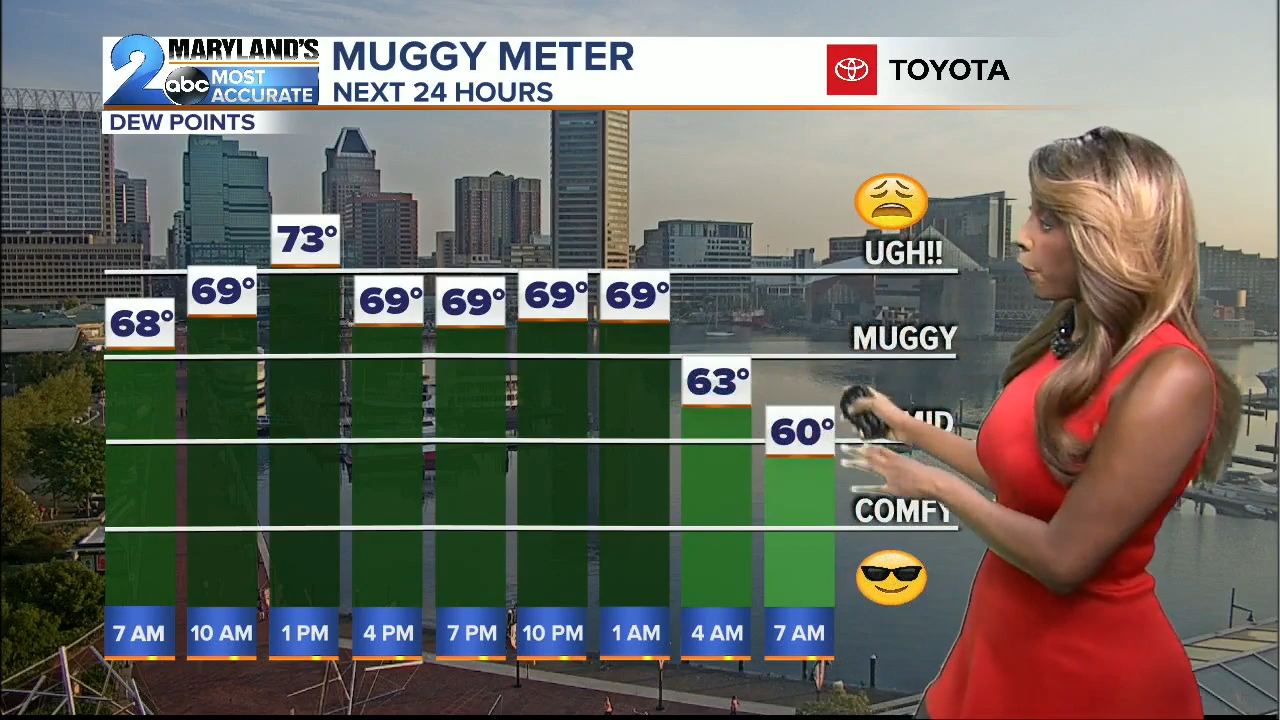 2
abc
MARYLAND'S
MOST
ACCURATE
MUGGY METER
NEXT 24 HOURS
TOYOTA
DEW POINTS
UGH!!
MUGGY
COMFY
68°
69°
73°
69°
69°
69°
69°
63°
60°
7 AM
10 AM
1 PM
4 PM
7 PM
10 PM
1 AM
4 AM
7 AM